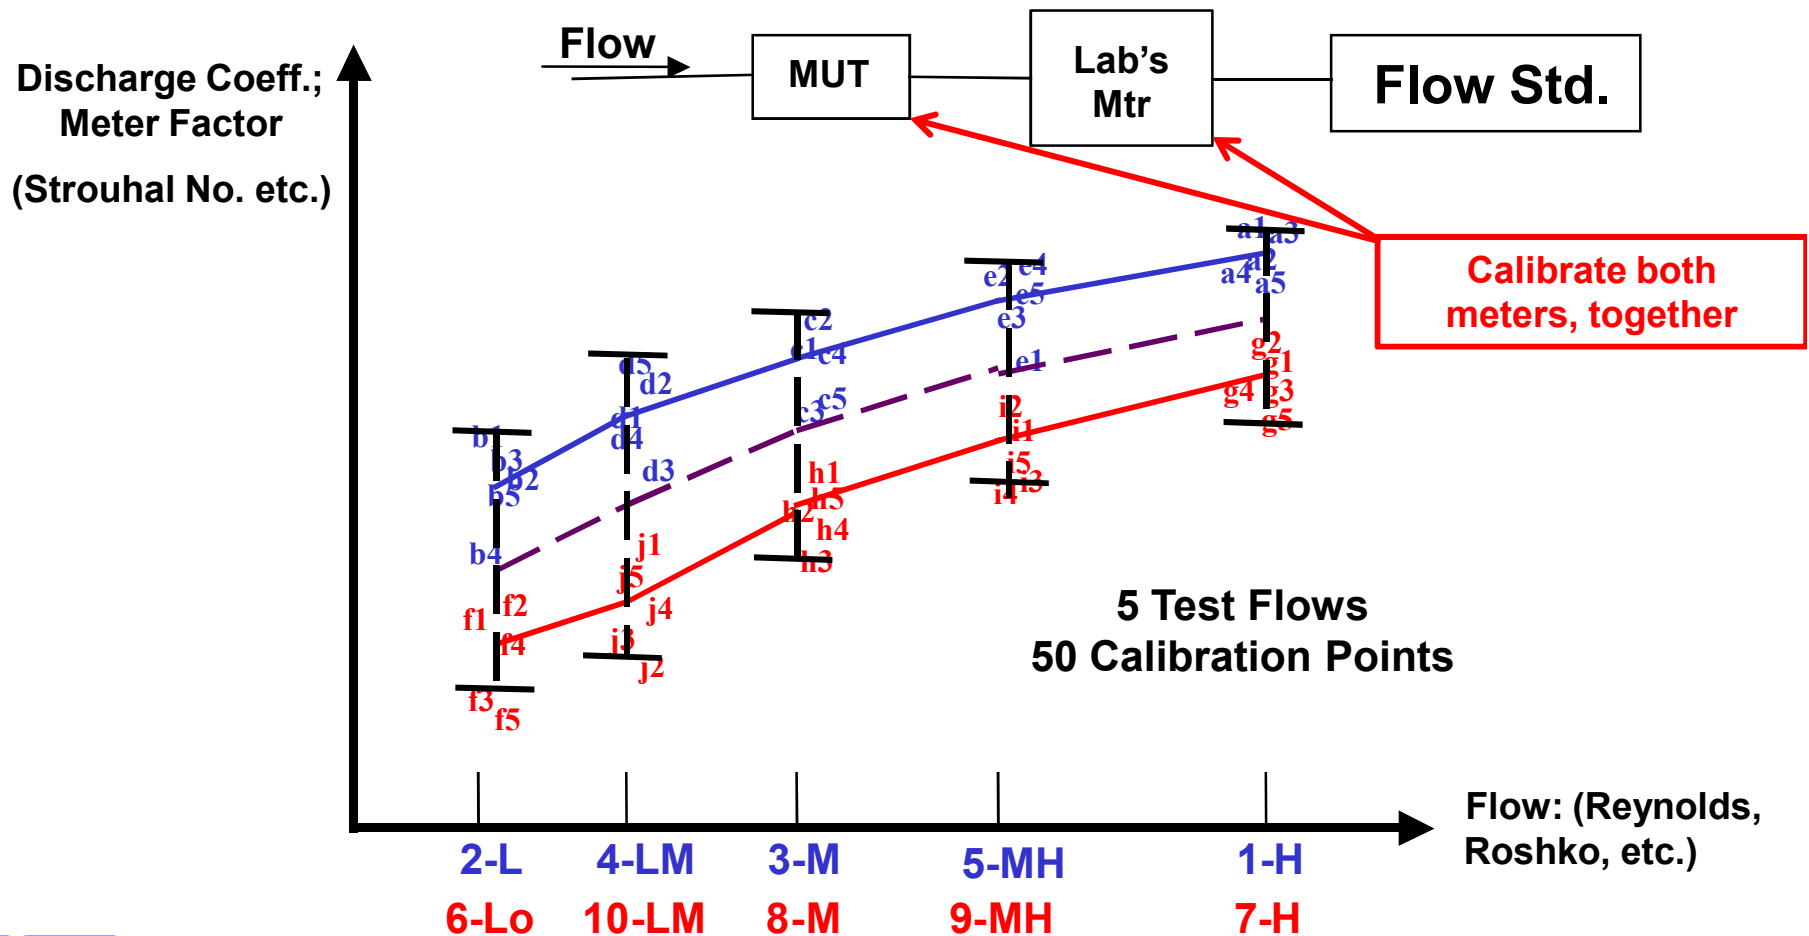 Flow
MUT
Lab's
Mtr
Flow Std.
Discharge Coeff.;
Meter Factor
(Strouhal No. etc.)
Calibrate both
meters, together
a1 a3
a2
a4 a5
e2 e4
e5
e3
e1
c2
c1 c4
c5
c3
d5
d2
d1
d4
d3
b1
b3
b2
b5
b4
g2
g1
g4 g3
g5
i2
i1
i5
i4 i3
h1
h5
h2
h4
h3
j1
j5
j4
j3
j2
f2
f1
f4
f3
f5
5 Test Flows
50 Calibration Points
Flow: (Reynolds,
Roshko, etc.)
2-L 4-LM 3-M 5-MH 1-H
6-Lo 10-LM 8-M 9-MH 7-H